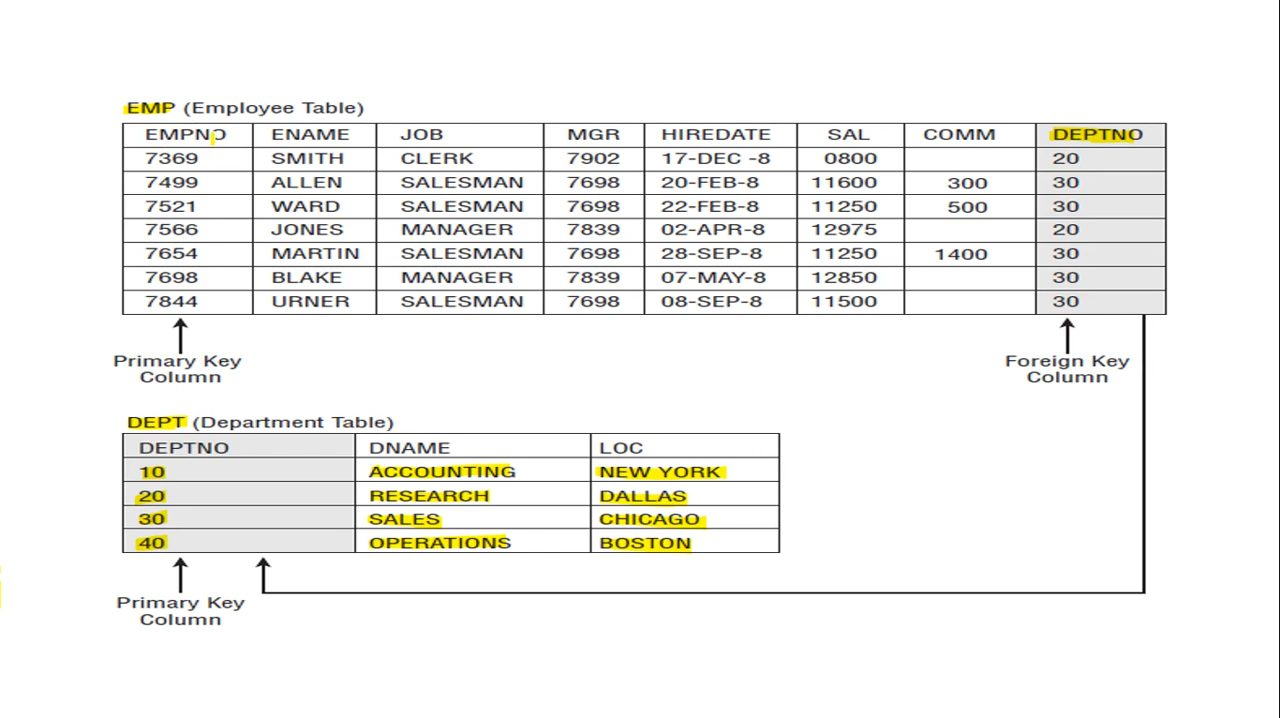 EMP (Employee Table)
EMPNO ENAME JOB MGR HIREDATE SAL COMM DEPTNO
7369 SMITH CLERK 7902 17-DEC -8 0800 20
7499 ALLEN SALESMAN 7698 20-FEB-8 11600 300 30
7521 WARD SALESMAN 7698 22-FEB-8 11250 500 30
7566 JONES MANAGER 7839 02-APR-8 12975 20
7654 MARTIN SALESMAN 7698 28-SEP-8 11250 1400 30
7698 BLAKE MANAGER 7839 07-MAY-8 12850 30
7844 URNER SALESMAN 7698 08-SEP-8 11500 30
Primary Key Foreign Key
Column Column
DEPT (Department Table)
DEPTNO DNAME LOC
10 ACCOUNTING NEW YORK
20 RESEARCH DALLAS
30 SALES CHICAGO
40 OPERATIONS BOSTON
Primary Key
Column